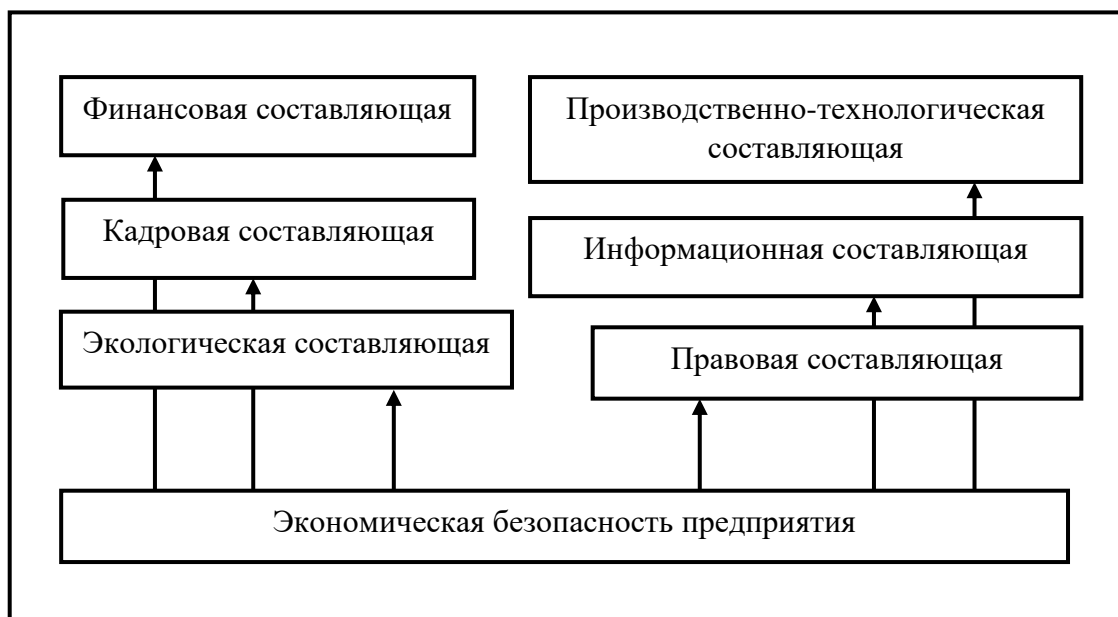 Финансовая составляющая
Производственно-технологическая
составляющая
Кадровая составляющая
Информационная составляющая
Экологическая составляющая
Правовая составляющая
Экономическая безопасность предприятия